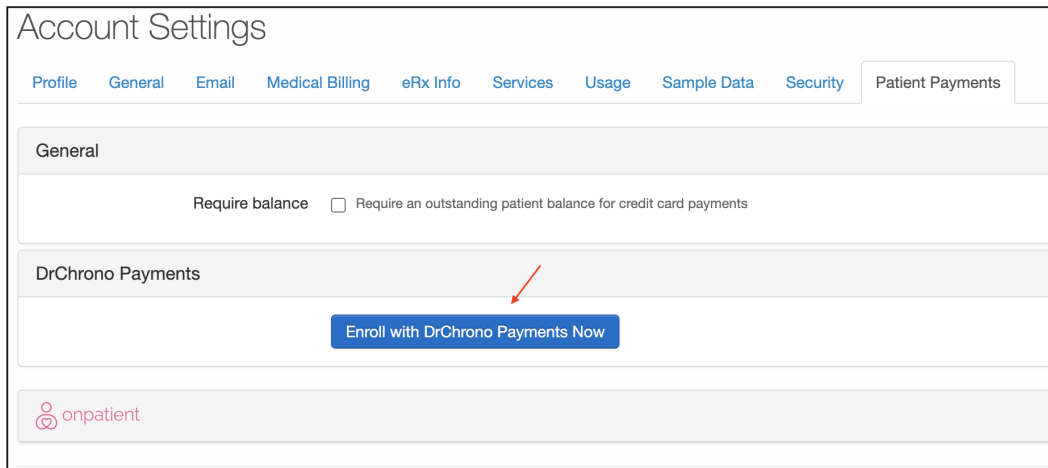 Account Settings
Profile General Email Medical Billing eRx Info Services Usage Sample Data Security Patient Payments
General
Require balance Require an outstanding patient balance for credit card payments
DrChrono Payments
Enroll with DrChrono Payments Now
onpatient